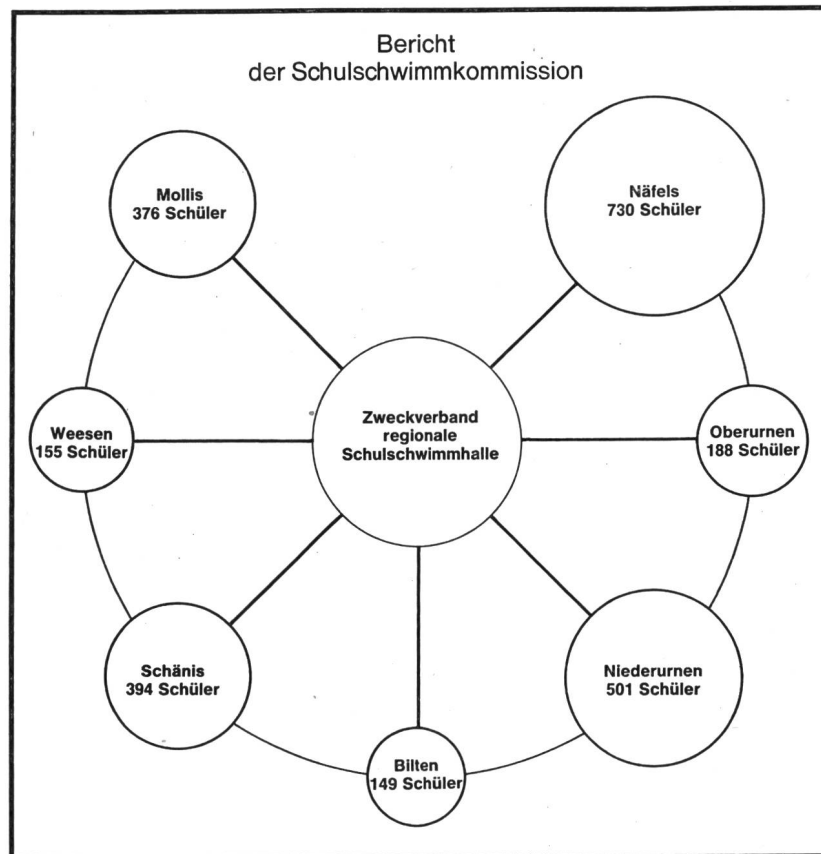 Bericht
der Schulschwimmkommission
Mollis
376 Schüler
Näfels
730 Schüler
Zweckverband
regionale
Schulschwimmhalle
Weesen
155 Schüler
Oberurnen
188 Schüler
Schänis
394 Schüler
Niederurnen
501 Schüler
Bilten
149 Schüler